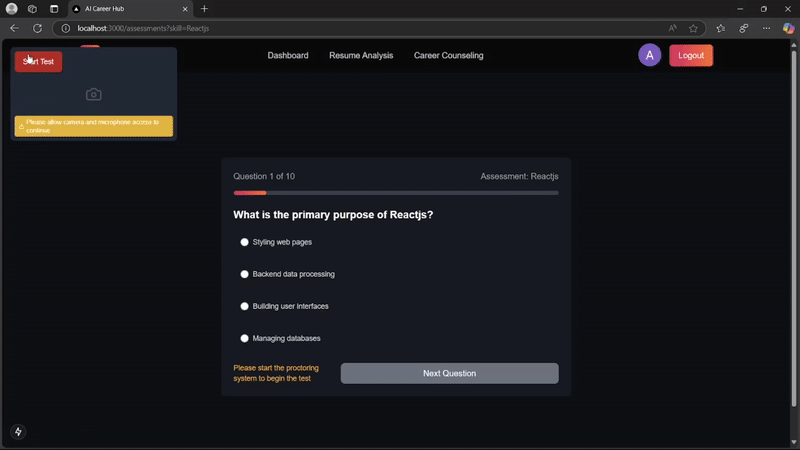 AI Career Hub
localhost:3000/assessments?skill=Reactjs
Start Test
Dashboard
Resume Analysis
Career Counseling
A
Logout
Please allow camera and microphone access to
continue
Question 1 of 10
Assessment: Reactjs
What is the primary purpose of Reactjs?
Styling web pages
Backend data processing
Building user interfaces
Managing databases
Please start the proctoring
system to begin the test
Next Question